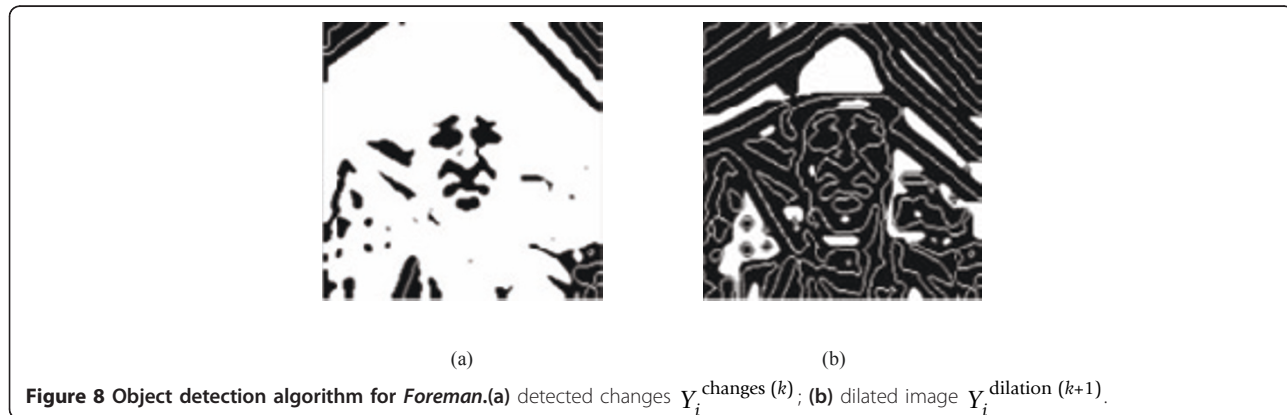 (a) (b)
Figure 8 Object detection algorithm for Foreman.(a) detected changes Y_i^{changes (k)}; (b) dilated image Y_i^{dilation (k+1)}.